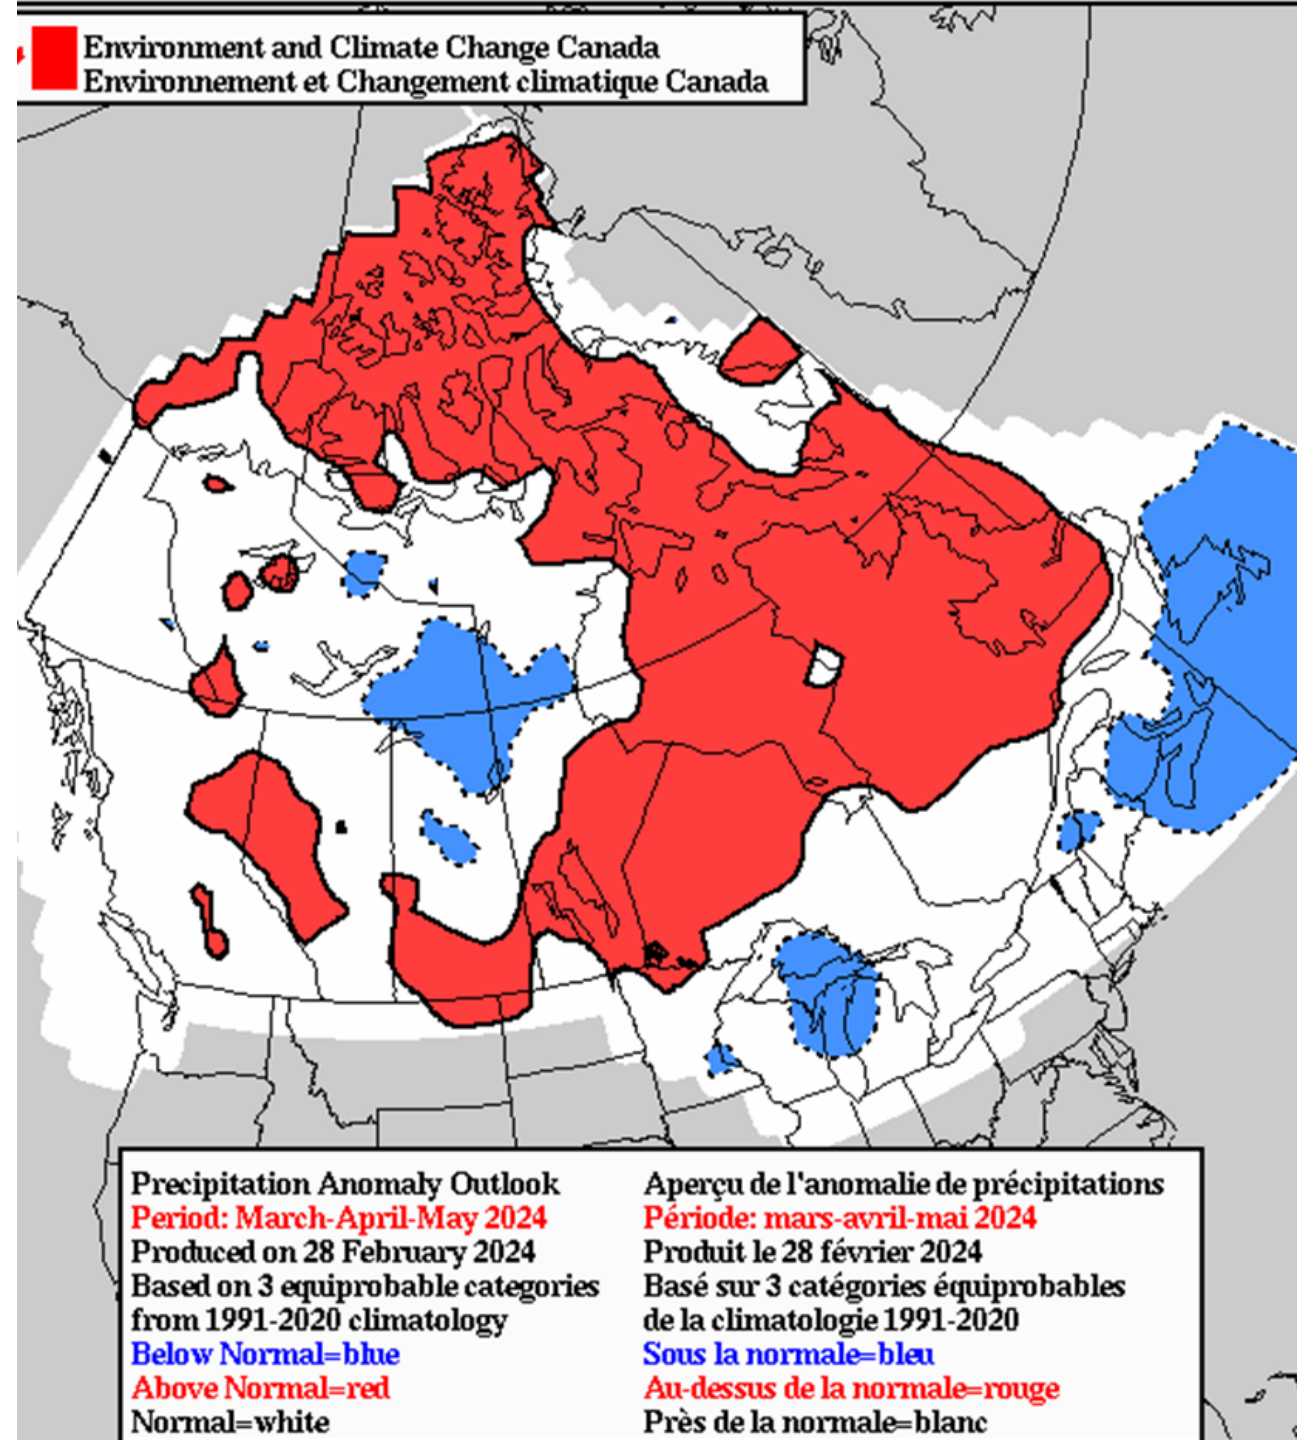 Environment and Climate Change Canada
Environnement et Changement climatique Canada
Precipitation Anomaly Outlook
Period: March-April-May 2024
Produced on 28 February 2024
Based on 3 equiprobable categories
from 1991-2020 climatology
Below Normal=blue
Above Normal=red
Normal=white
Aperçu de l'anomalie de précipitations
Période: mars-avril-mai 2024
Produit le 28 février 2024
Basé sur 3 catégories équiprobables
de la climatologie 1991-2020
Sous la normale=bleu
Au-dessus de la normale=rouge
Près de la normale=blanc